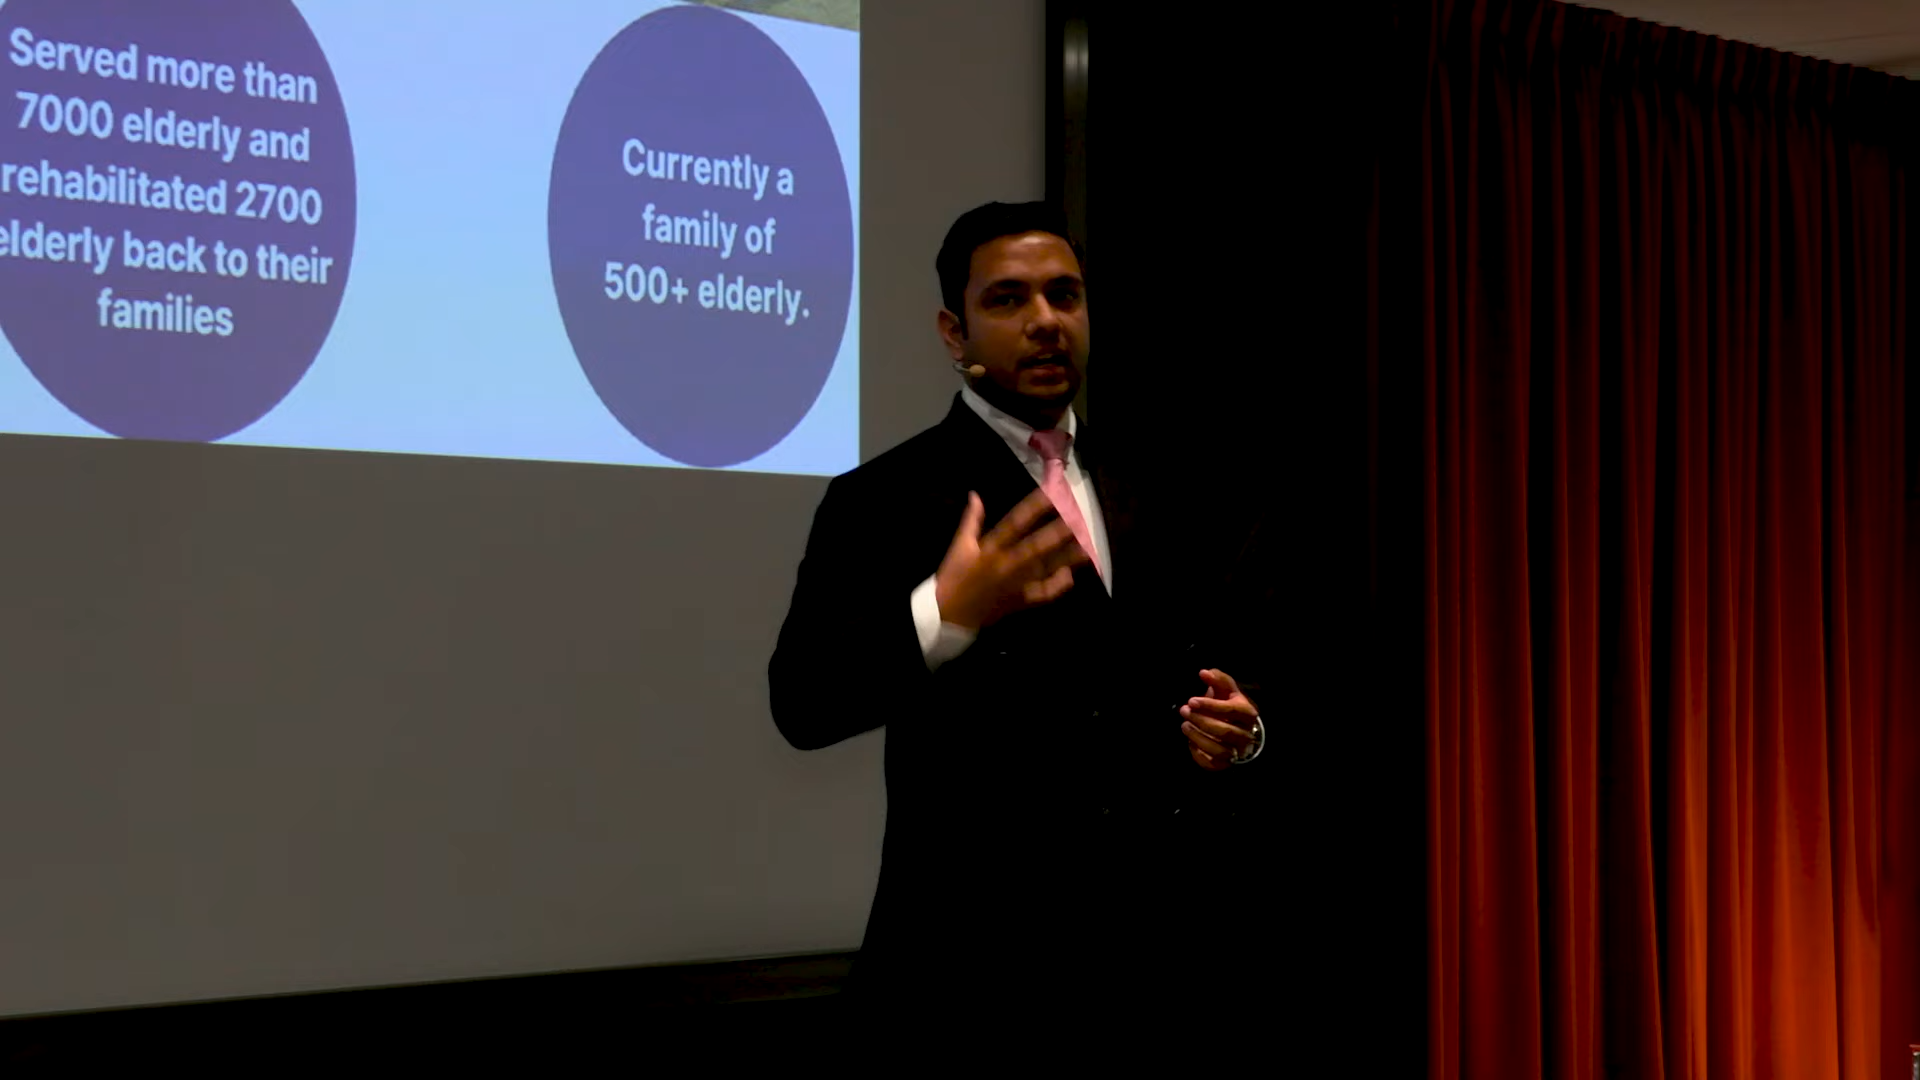 Served more than
7000 elderly and
rehabilitated 2700
elderly back to their
families
Currently a
family of
500+ elderly.